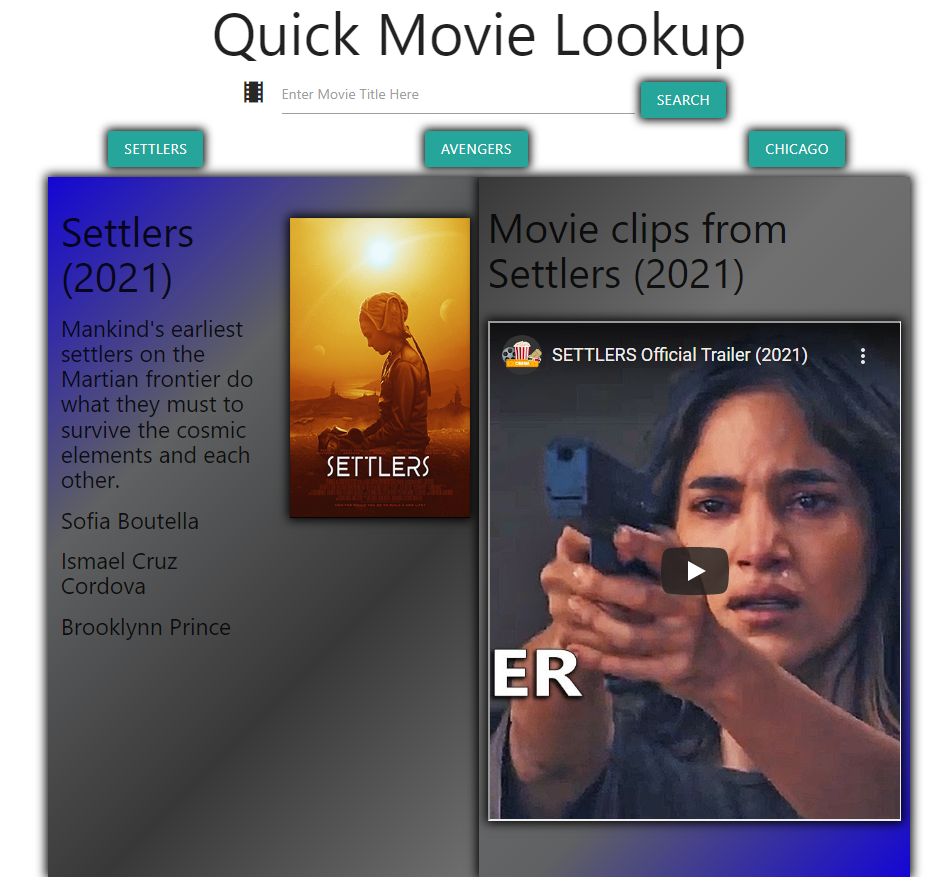 Quick Movie Lookup
Enter Movie Title Here
SEARCH
SETTLERS
AVENGERS
CHICAGO
Settlers
(2021)
Mankind's earliest
settlers on the
Martian frontier do
what they must to
survive the cosmic
elements and each
other.
Sofia Boutella
Ismael Cruz
Cordova
Brooklynn Prince
SETTLERS
Movie clips from
Settlers (2021)
SETTLERS Official Trailer (2021)
ER